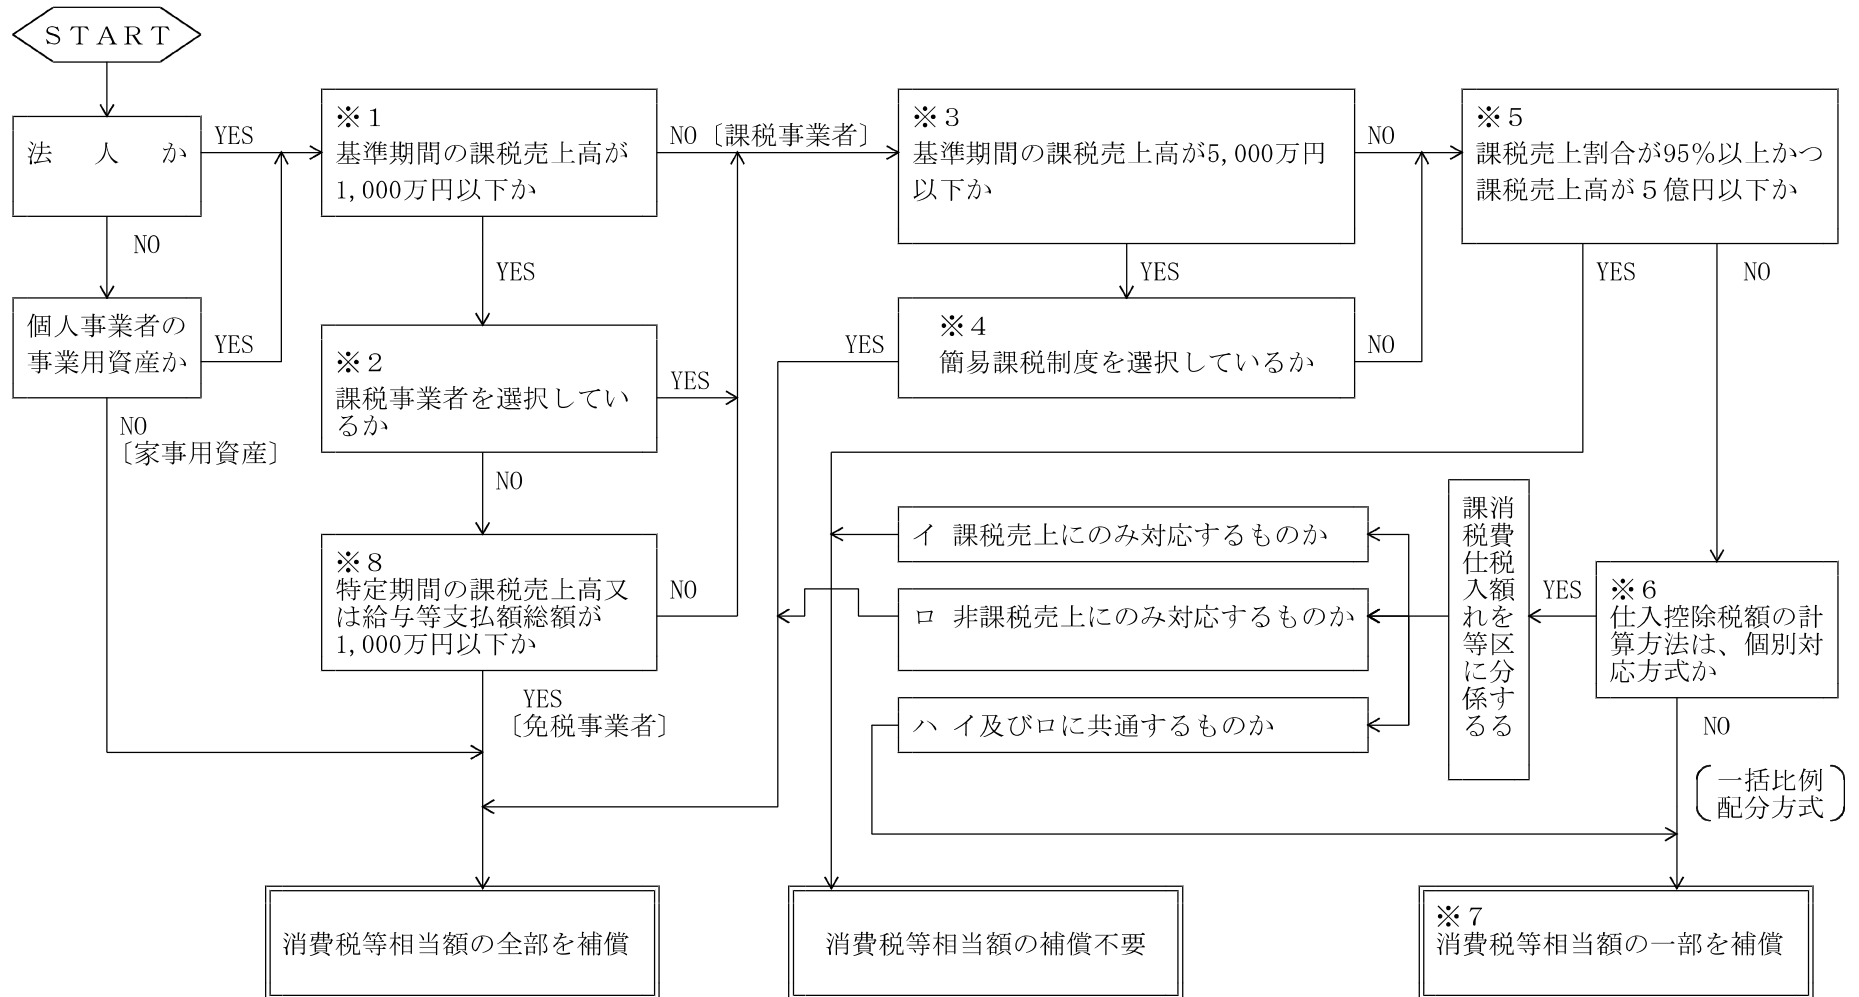 ＳＴＡＲＴ
法　人　か
YES
NO
個人事業者の
事業用資産か
YES
NO
〔家事用資産〕
※１
基準期間の課税売上高が
1,000万円以下か
NO〔課税事業者〕
YES
※２
課税事業者を選択してい
るか
YES
NO
※８
特定期間の課税売上高又
は給与等支払額総額が
1,000万円以下か
NO
YES
〔免税事業者〕
※３
基準期間の課税売上高が5,000万円
以下か
NO
YES
※４
簡易課税制度を選択しているか
YES
NO
※５
課税売上割合が95%以上かつ
課税売上高が５億円以下か
YES
NO
※６
仕入控除税額の計
算方法は、個別対
応方式か
YES
NO
一括比例
配分方式
消費税額を区分する
課税仕入れ等に係る
イ 課税売上にのみ対応するものか
ロ 非課税売上にのみ対応するものか
ハ イ及びロに共通するものか
消費税等相当額の全部を補償
消費税等相当額の補償不要
※７
消費税等相当額の一部を補償